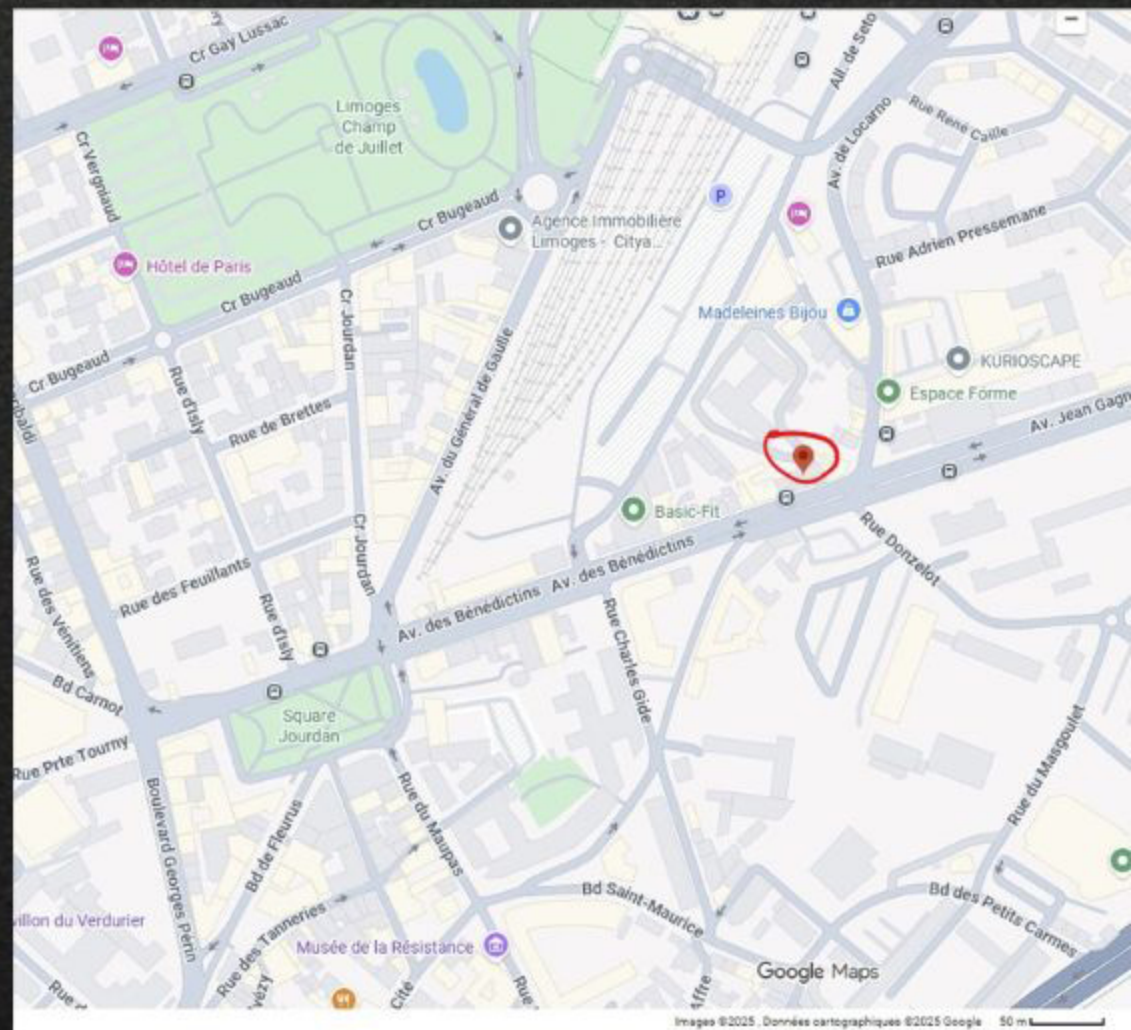 Cr Gay Lussac
All. de Seto
Limoges
Champ
de Juillet
Rue René Caille
Av. de Locarno
Cr Vergniaud
P
Cr Bugeaud
Agence Immobilière
Limoges - Citya...
Rue Adrien Pressemane
Hôtel de Paris
Cr Bugeaud
Cr Jourdan
Madeleines Bijou
KURIOSCAPE
Cr Bugeaud
Av. du Général de Gaulle
Rue d'Isly
Espace Forme
Rue de Brettes
Av. Jean Gagn
Basic-Fit
Cr Jourdan
Rue Donzelot
Av. des Bénédictins
Av. des Bénédictins
Rue des Feuillants
Rue des Vénitiens
Rue d'Isly
Rue Charles Gide
Bd Carnot
Square
Jourdan
Rue Prte Tourny
Rue du Masgoulet
Boulevard Georges Périn
Bd de Fleurus
Rue du Maupas
Bd Saint-Maurice
Bd des Petits Carmes
villon du Verdurier
Rue des Tanneries
Musée de la Résistance
Google Maps
Cité
Affre
Images ©2025 , Données cartographiques ©2025 Google 50 m